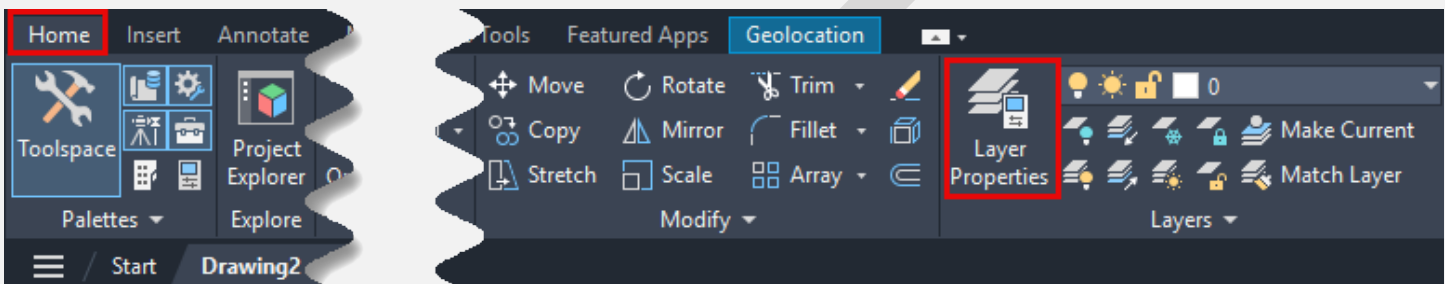 Home Insert Annotate Tools Featured Apps Geolocation
Move Rotate Trim 0
Toolspace Project Explorer Copy Mirror Fillet Layer Properties Make Current
Stretch Scale Array Match Layer
Palettes Explore Modify Layers
Start Drawing2